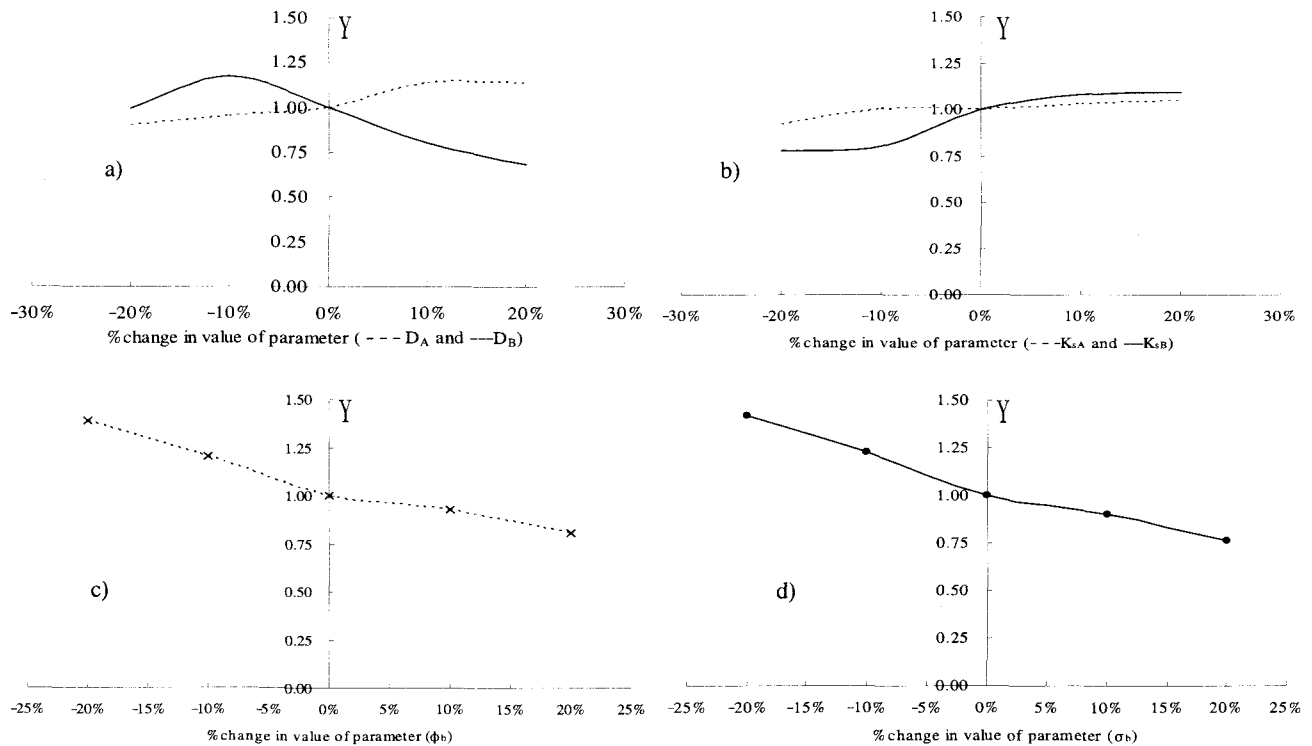 1.50
Y
1.25
1.00
0.75
a)
0.50
0.25
0.00
-30% -20% -10% 0% 10% 20% 30%
% change in value of parameter ( - - - D_A and —D_B)
1.50
Y
1.25
1.00
0.75
b)
0.50
0.25
0.00
-30% -20% -10% 0% 10% 20% 30%
% change in value of parameter (- - -K_sA and —K_sB)
1.50
Y
1.25
1.00
0.75
c)
0.50
0.25
0.00
-25% -20% -15% -10% -5% 0% 5% 10% 15% 20% 25%
% change in value of parameter (ϕ_b)
1.50
Y
1.25
1.00
0.75
d)
0.50
0.25
0.00
-25% -20% -15% -10% -5% 0% 5% 10% 15% 20% 25%
% change in value of parameter (σ_b)